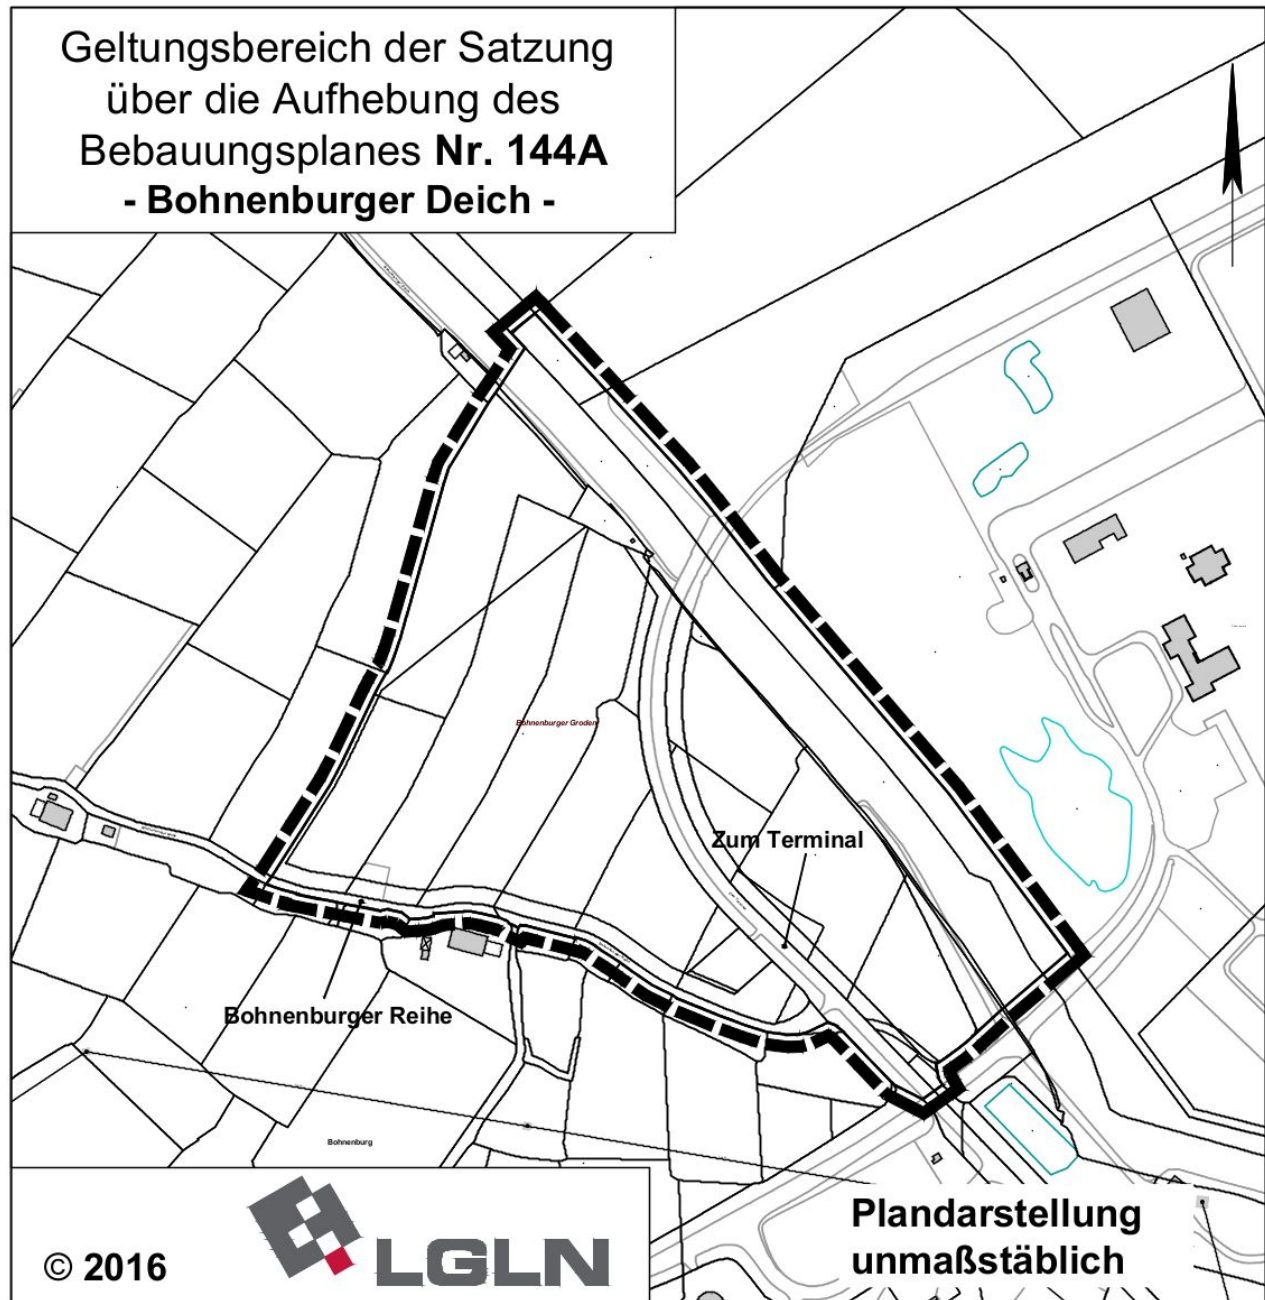 Geltungsbereich der Satzung
über die Aufhebung des
Bebauungsplanes Nr. 144A
- Bohnenburger Deich -
Bohnenburger Groden
Zum Terminal
Bohnenburger Reihe
Bohnenburg
© 2016
LGLN
Plandarstellung
unmaßstäblich